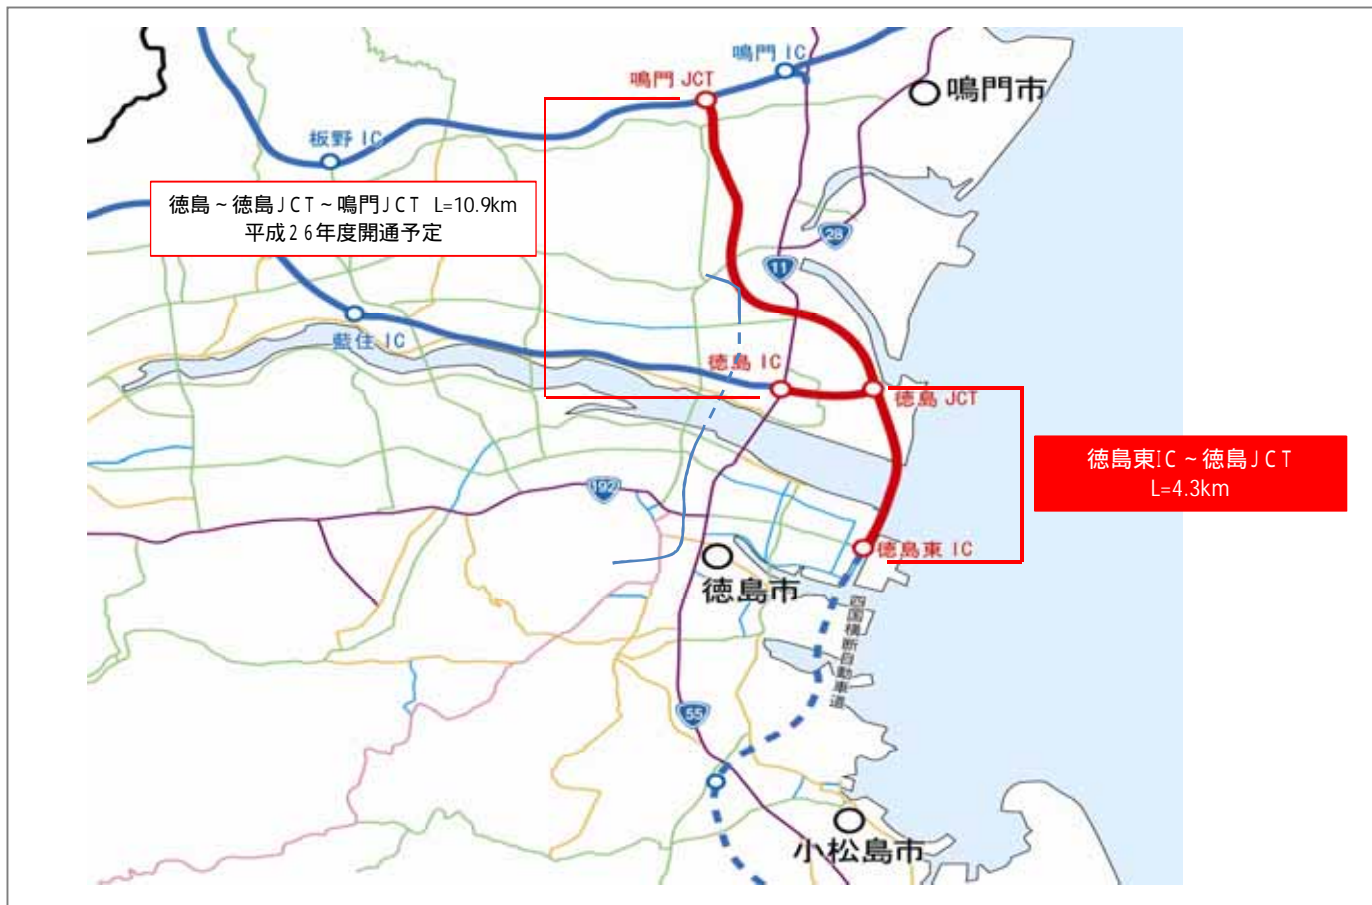 鳴門 IC
鳴門 JCT
鳴門市
板野 IC
徳島~徳島JCT~鳴門JCT L=10.9km
平成26年度開通予定
28
11
藍住 IC
徳島 IC
徳島 JCT
徳島東IC~徳島JCT
L=4.3km
192
徳島東 IC
徳島市
四国横断自動車道
55
小松島市